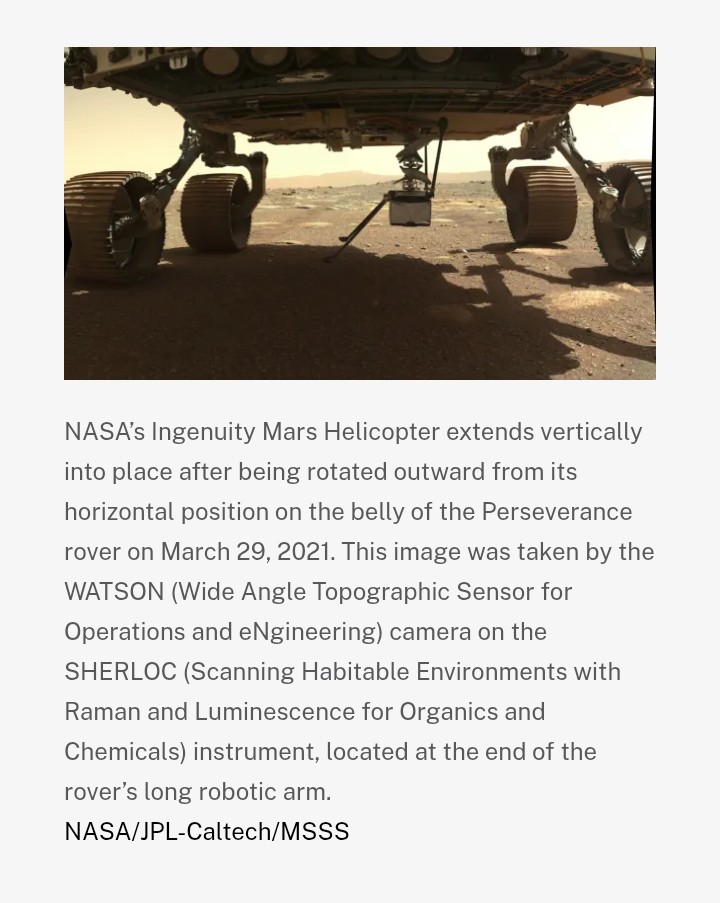 NASA’s Ingenuity Mars Helicopter extends vertically
into place after being rotated outward from its
horizontal position on the belly of the Perseverance
rover on March 29, 2021. This image was taken by the
WATSON (Wide Angle Topographic Sensor for
Operations and eNgineering) camera on the
SHERLOC (Scanning Habitable Environments with
Raman and Luminescence for Organics and
Chemicals) instrument, located at the end of the
rover’s long robotic arm.
NASA/JPL-Caltech/MSSS